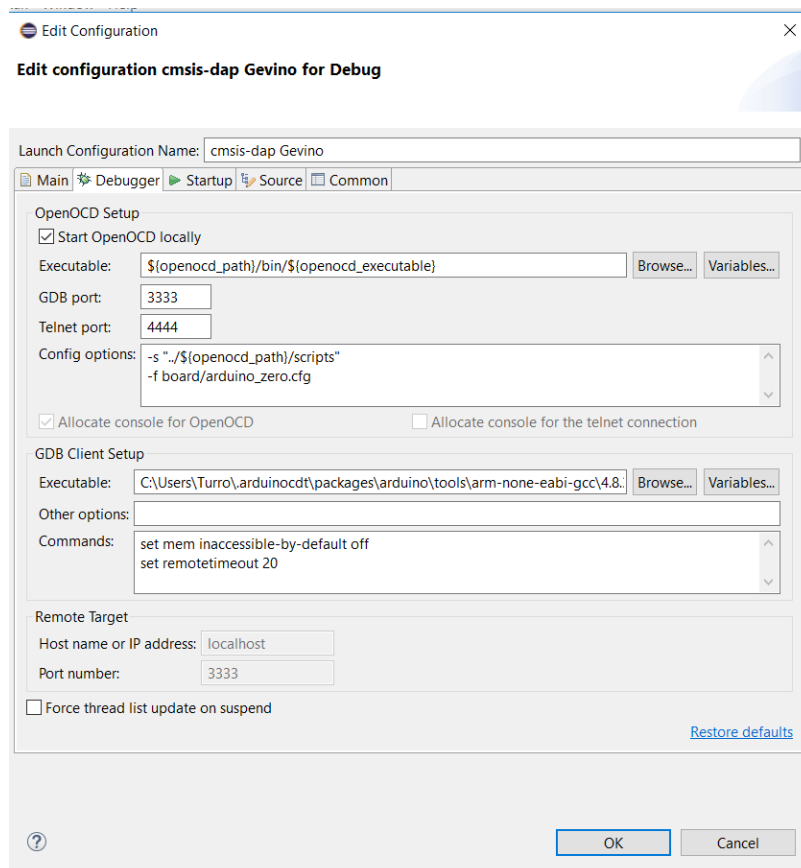 Edit Configuration
Edit configuration cmsis-dap Gevino for Debug
Launch Configuration Name: cmsis-dap Gevino
Main Debugger Startup Source Common
OpenOCD Setup
Start OpenOCD locally
Executable: ${openocd_path}/bin/${openocd_executable} Browse... Variables...
GDB port: 3333
Telnet port: 4444
Config options: -s "../${openocd_path}/scripts"
-f board/arduino_zero.cfg
Allocate console for OpenOCD Allocate console for the telnet connection
GDB Client Setup
Executable: C:\Users\Turro\.arduinocdt\packages\arduino\tools\arm-none-eabi-gcc\4.8. Browse... Variables...
Other options:
Commands: set mem inaccessible-by-default off
set remotetimeout 20
Remote Target
Host name or IP address: localhost
Port number: 3333
Force thread list update on suspend
Restore defaults
? OK Cancel